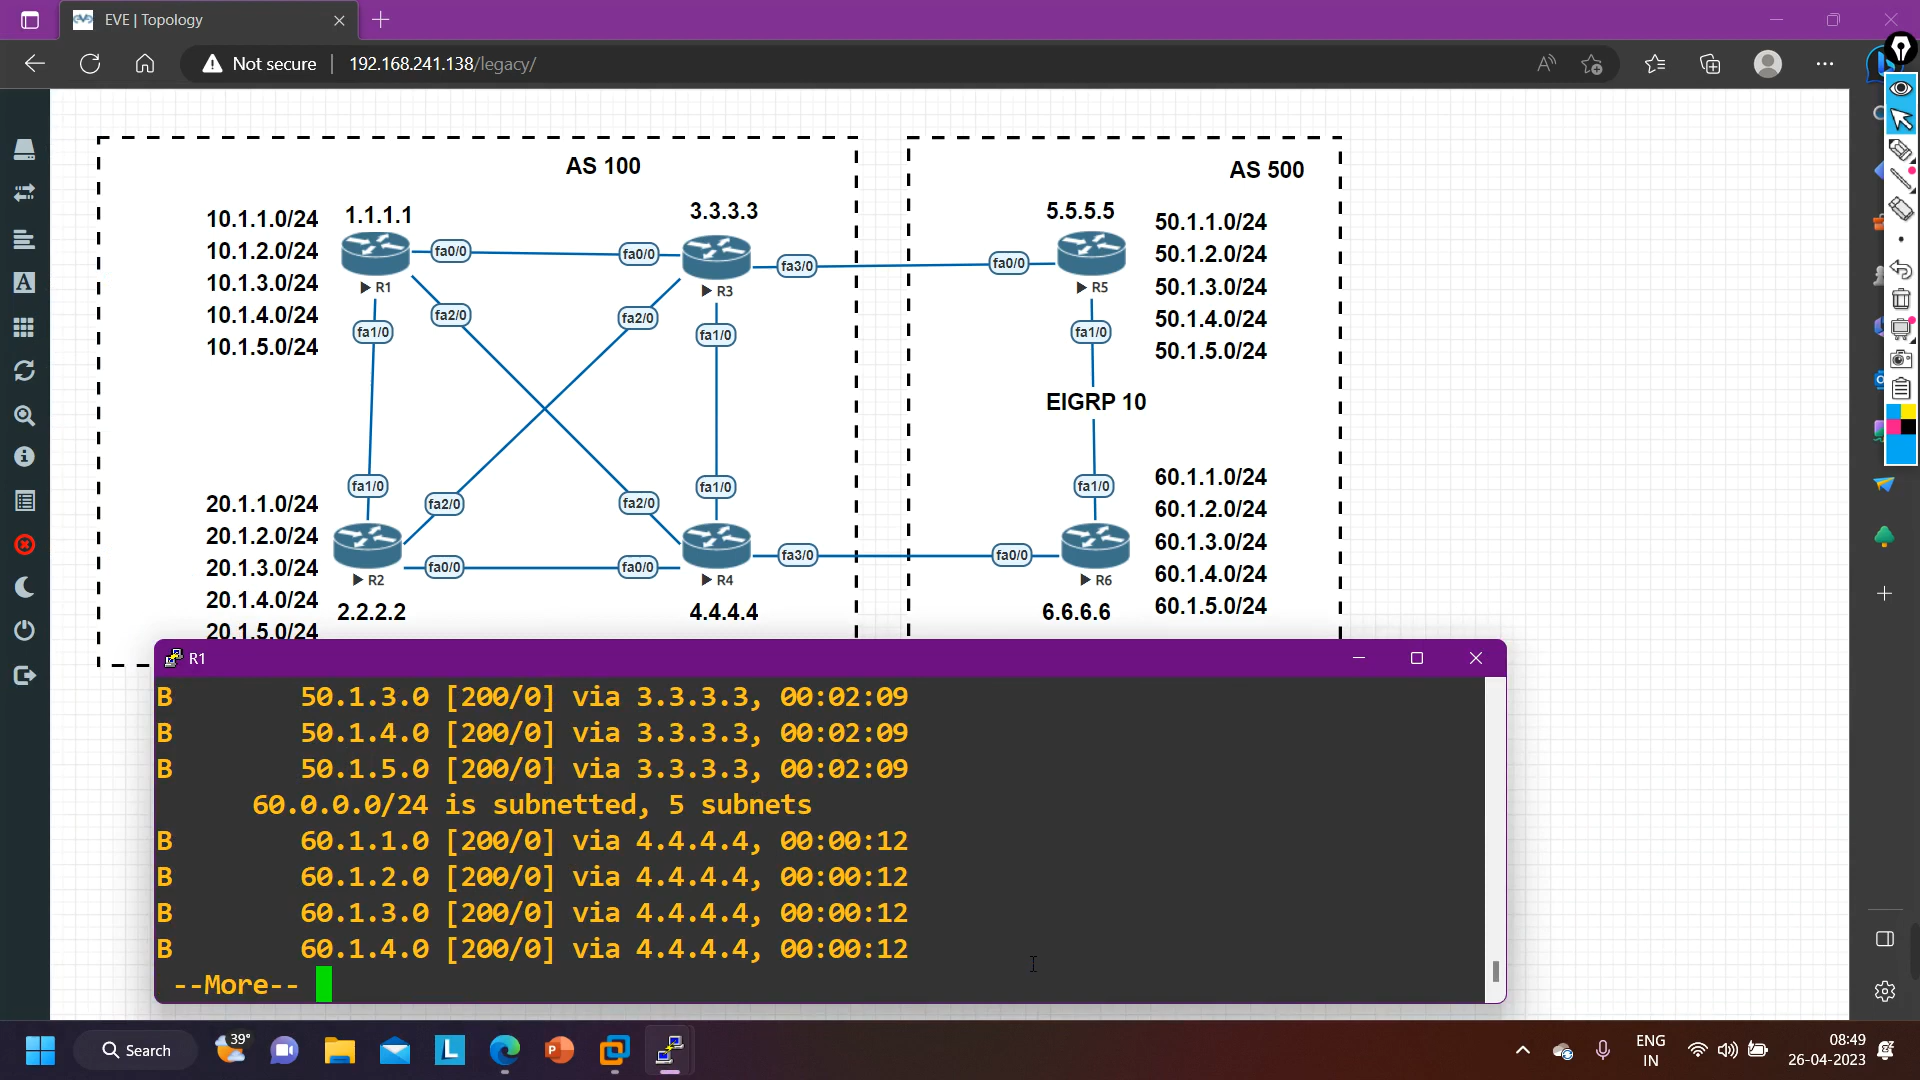 EVE | Topology
Not secure
192.168.241.138/legacy/
AS 100
AS 500
10.1.1.0/24
10.1.2.0/24
10.1.3.0/24
10.1.4.0/24
10.1.5.0/24
1.1.1.1
3.3.3.3
5.5.5.5
50.1.1.0/24
50.1.2.0/24
50.1.3.0/24
50.1.4.0/24
50.1.5.0/24
fa0/0
fa0/0
fa3/0
fa0/0
R1
R3
R5
fa1/0
fa2/0
fa2/0
fa1/0
fa1/0
EIGRP 10
fa1/0
fa2/0
fa2/0
fa1/0
fa1/0
20.1.1.0/24
20.1.2.0/24
20.1.3.0/24
20.1.4.0/24
20.1.5.0/24
60.1.1.0/24
60.1.2.0/24
60.1.3.0/24
60.1.4.0/24
60.1.5.0/24
fa0/0
fa0/0
fa3/0
fa0/0
R2
R4
R6
2.2.2.2
4.4.4.4
6.6.6.6
R1
B 50.1.3.0 [200/0] via 3.3.3.3, 00:02:09
B 50.1.4.0 [200/0] via 3.3.3.3, 00:02:09
B 50.1.5.0 [200/0] via 3.3.3.3, 00:02:09
60.0.0.0/24 is subnetted, 5 subnets
B 60.1.1.0 [200/0] via 4.4.4.4, 00:00:12
B 60.1.2.0 [200/0] via 4.4.4.4, 00:00:12
B 60.1.3.0 [200/0] via 4.4.4.4, 00:00:12
B 60.1.4.0 [200/0] via 4.4.4.4, 00:00:12
--More--
39°
Search
ENG
IN
08:49
26-04-2023